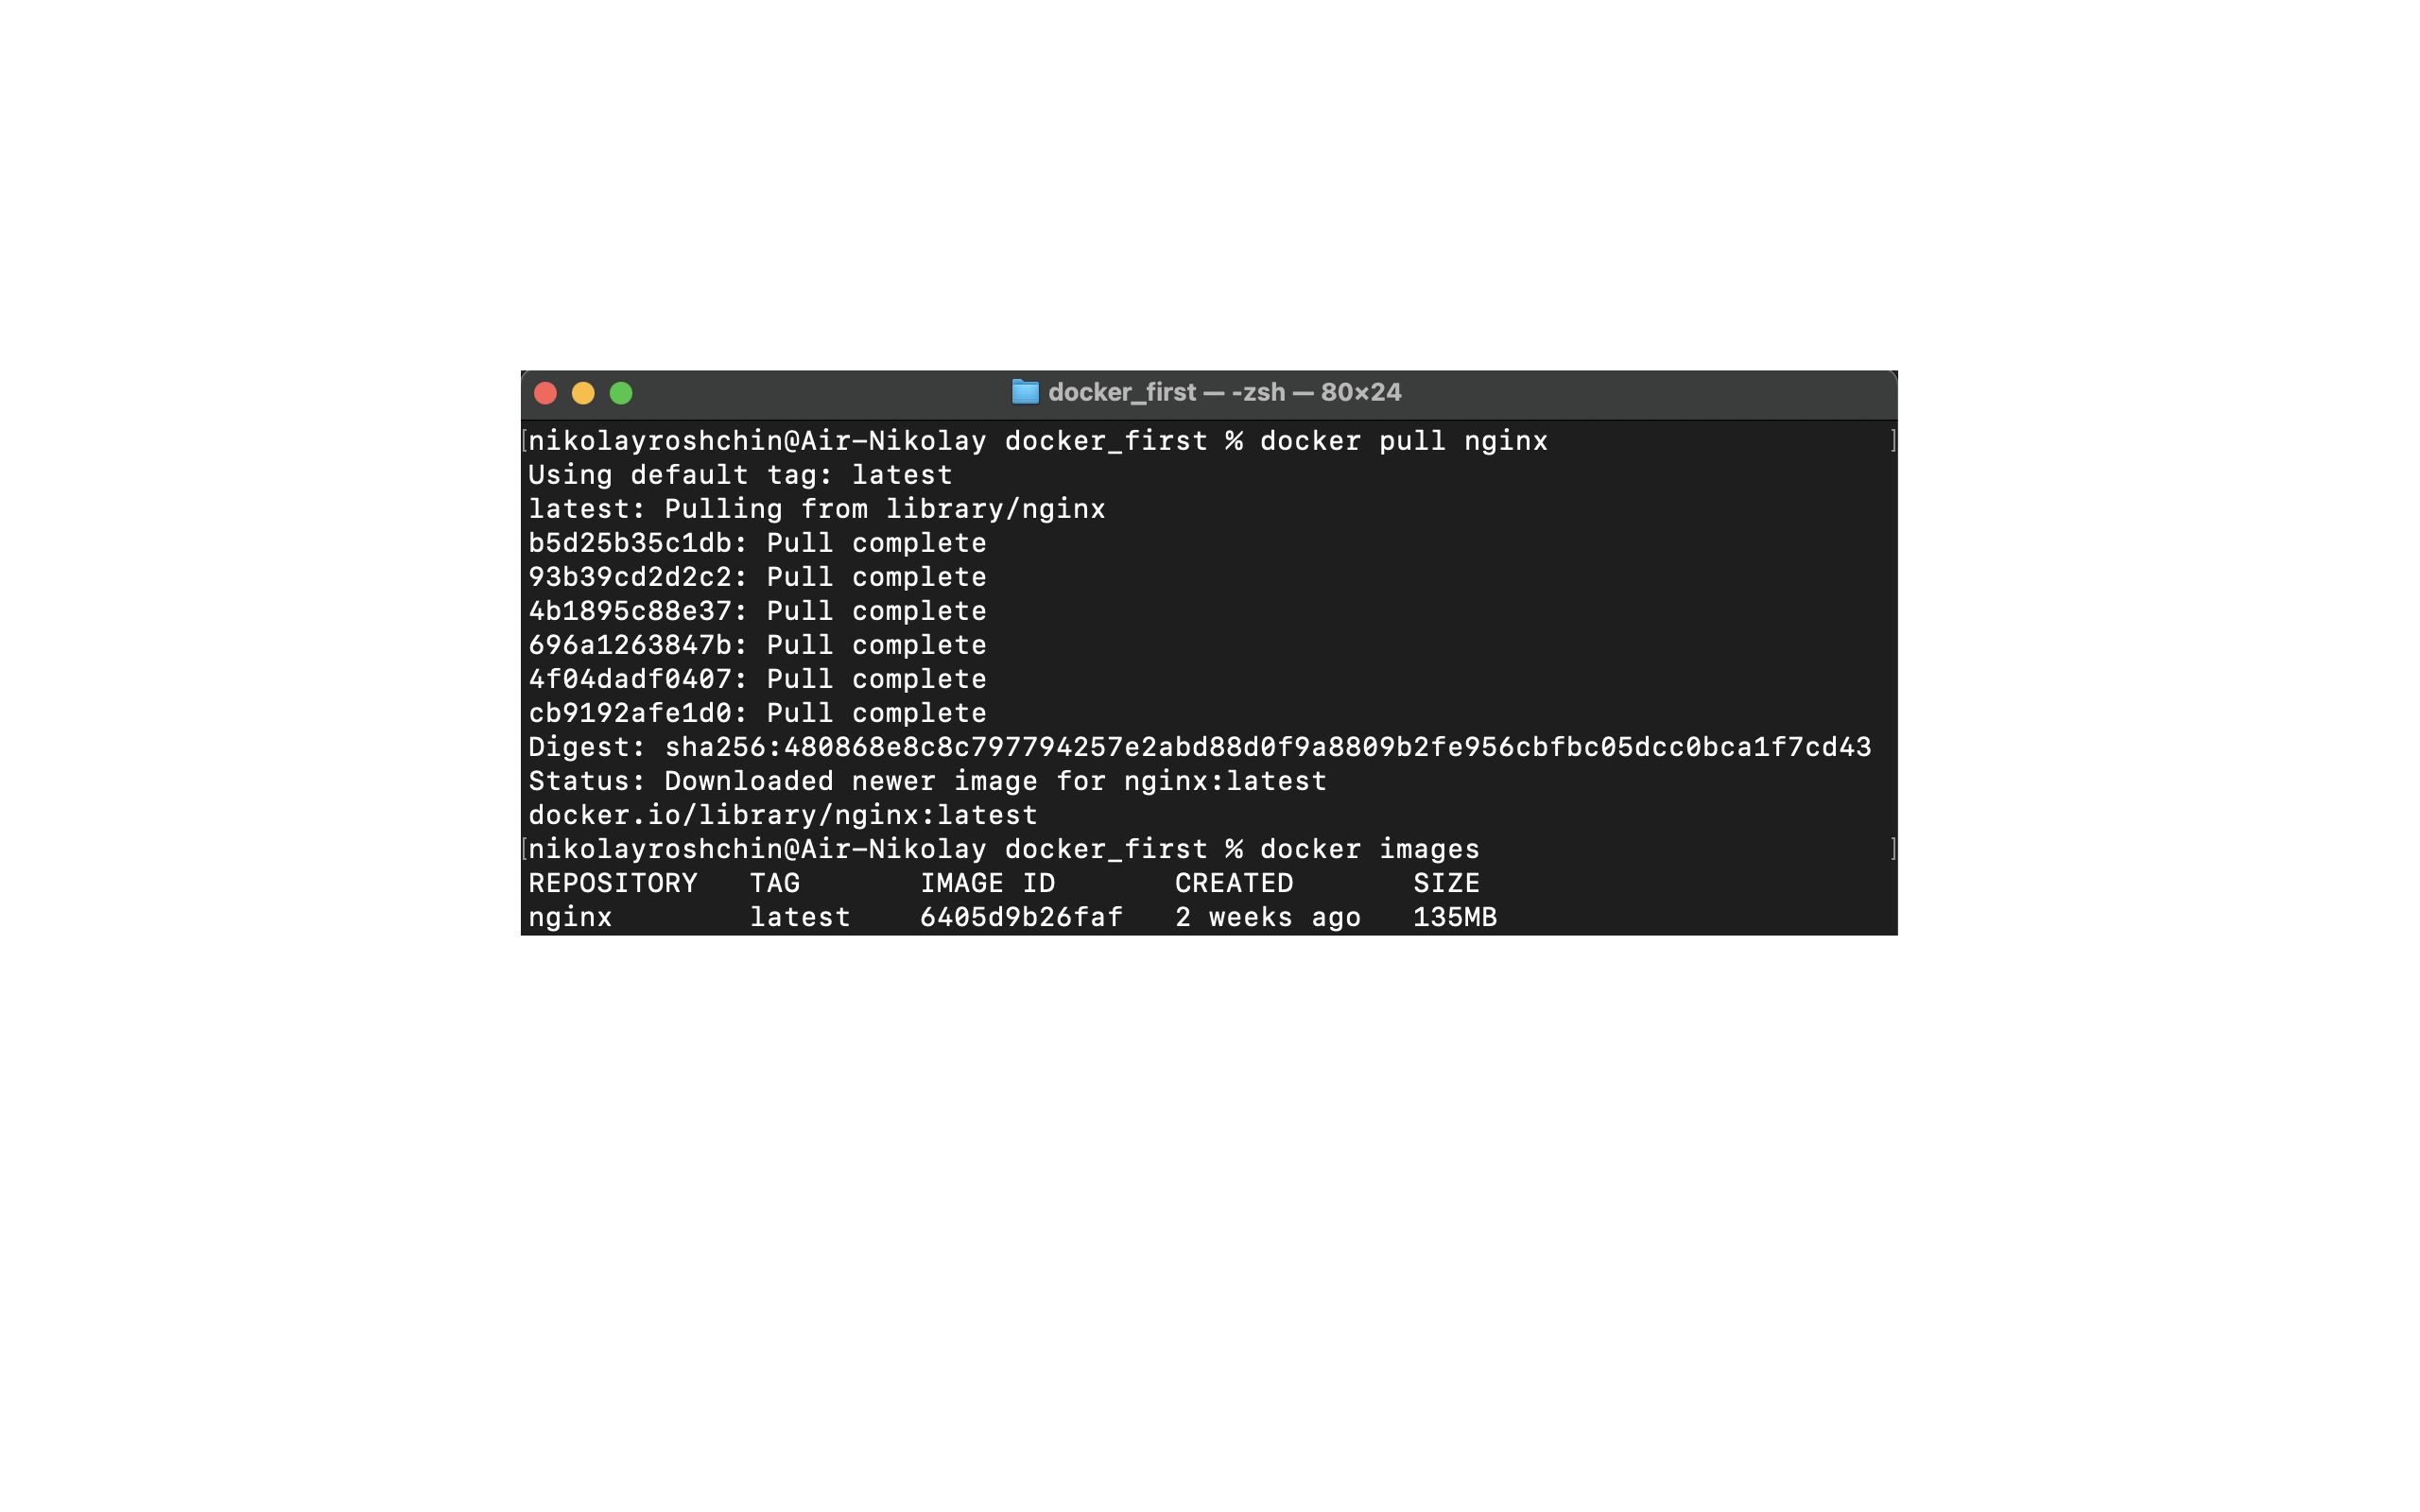 docker_first — -zsh — 80×24
nikolayroshchin@Air-Nikolay docker_first % docker pull nginx
Using default tag: latest
latest: Pulling from library/nginx
b5d25b35c1db: Pull complete
93b39cd2d2c2: Pull complete
4b1895c88e37: Pull complete
696a1263847b: Pull complete
4f04dadf0407: Pull complete
cb9192afe1d0: Pull complete
Digest: sha256:480868e8c8c797794257e2abd88d0f9a8809b2fe956cbfbc05dcc0bca1f7cd43
Status: Downloaded newer image for nginx:latest
docker.io/library/nginx:latest
nikolayroshchin@Air-Nikolay docker_first % docker images
REPOSITORY   TAG       IMAGE ID       CREATED       SIZE
nginx        latest    6405d9b26faf   2 weeks ago   135MB